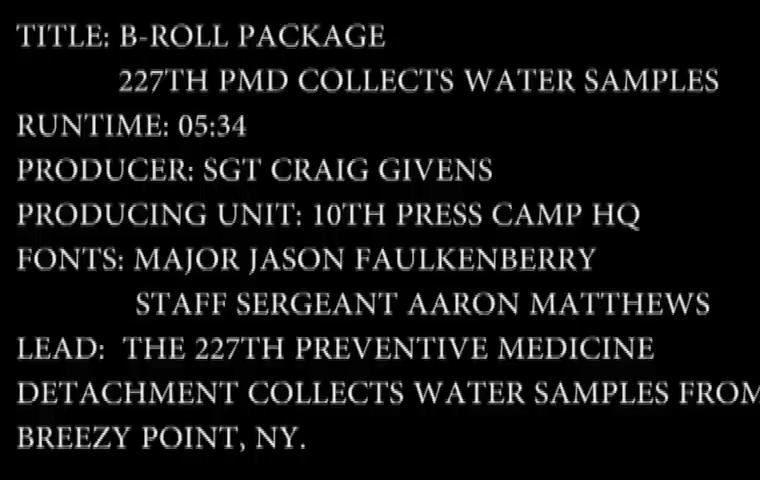 TITLE: B-ROLL PACKAGE
227TH PMD COLLECTS WATER SAMPLES
RUNTIME: 05:34
PRODUCER: SGT CRAIG GIVENS
PRODUCING UNIT: 10TH PRESS CAMP HQ
FONTS: MAJOR JASON FAULKENBERRY
STAFF SERGEANT AARON MATTHEWS
LEAD: THE 227TH PREVENTIVE MEDICINE
DETACHMENT COLLECTS WATER SAMPLES FROM
BREEZY POINT, NY.